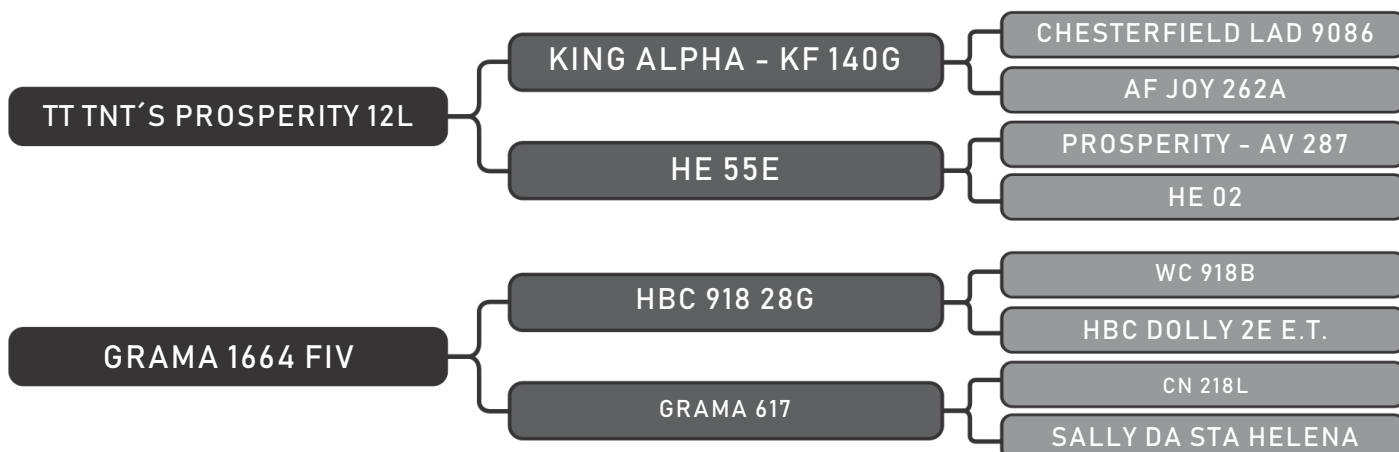 TT TNT´S PROSPERITY 12L
KING ALPHA - KF 140G
CHESTERFIELD LAD 9086
AF JOY 262A
HE 55E
PROSPERITY - AV 287
HE 02
GRAMA 1664 FIV
HBC 918 28G
WC 918B
HBC DOLLY 2E E.T.
GRAMA 617
CN 218L
SALLY DA STA HELENA